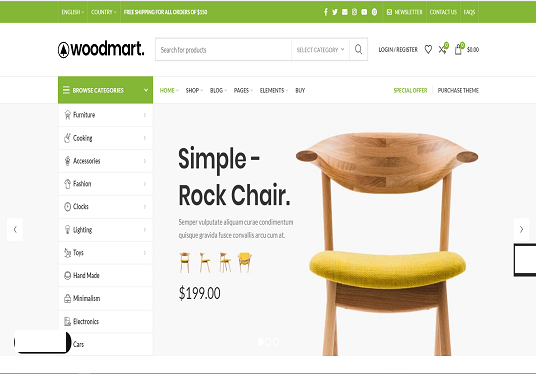 ENGLISH COUNTRY FREE SHIPPING FOR ALL ORDERS OF $150 NEWSLETTER CONTACT US FAQS
woodmart.
Search for products SELECT CATEGORY LOGIN / REGISTER 0 0 $0.00
BROWSE CATEGORIES HOME SHOP BLOG PAGES ELEMENTS BUY SPECIAL OFFER PURCHASE THEME
Furniture
Cooking
Accessories
Fashion
Clocks
Lighting
Toys
Hand Made
Minimalism
Electronics
Cars
Simple -
Rock Chair.
Semper vulputate aliquam curae condimentum
quisque gravida fusce convallis arcu cum at.
$199.00